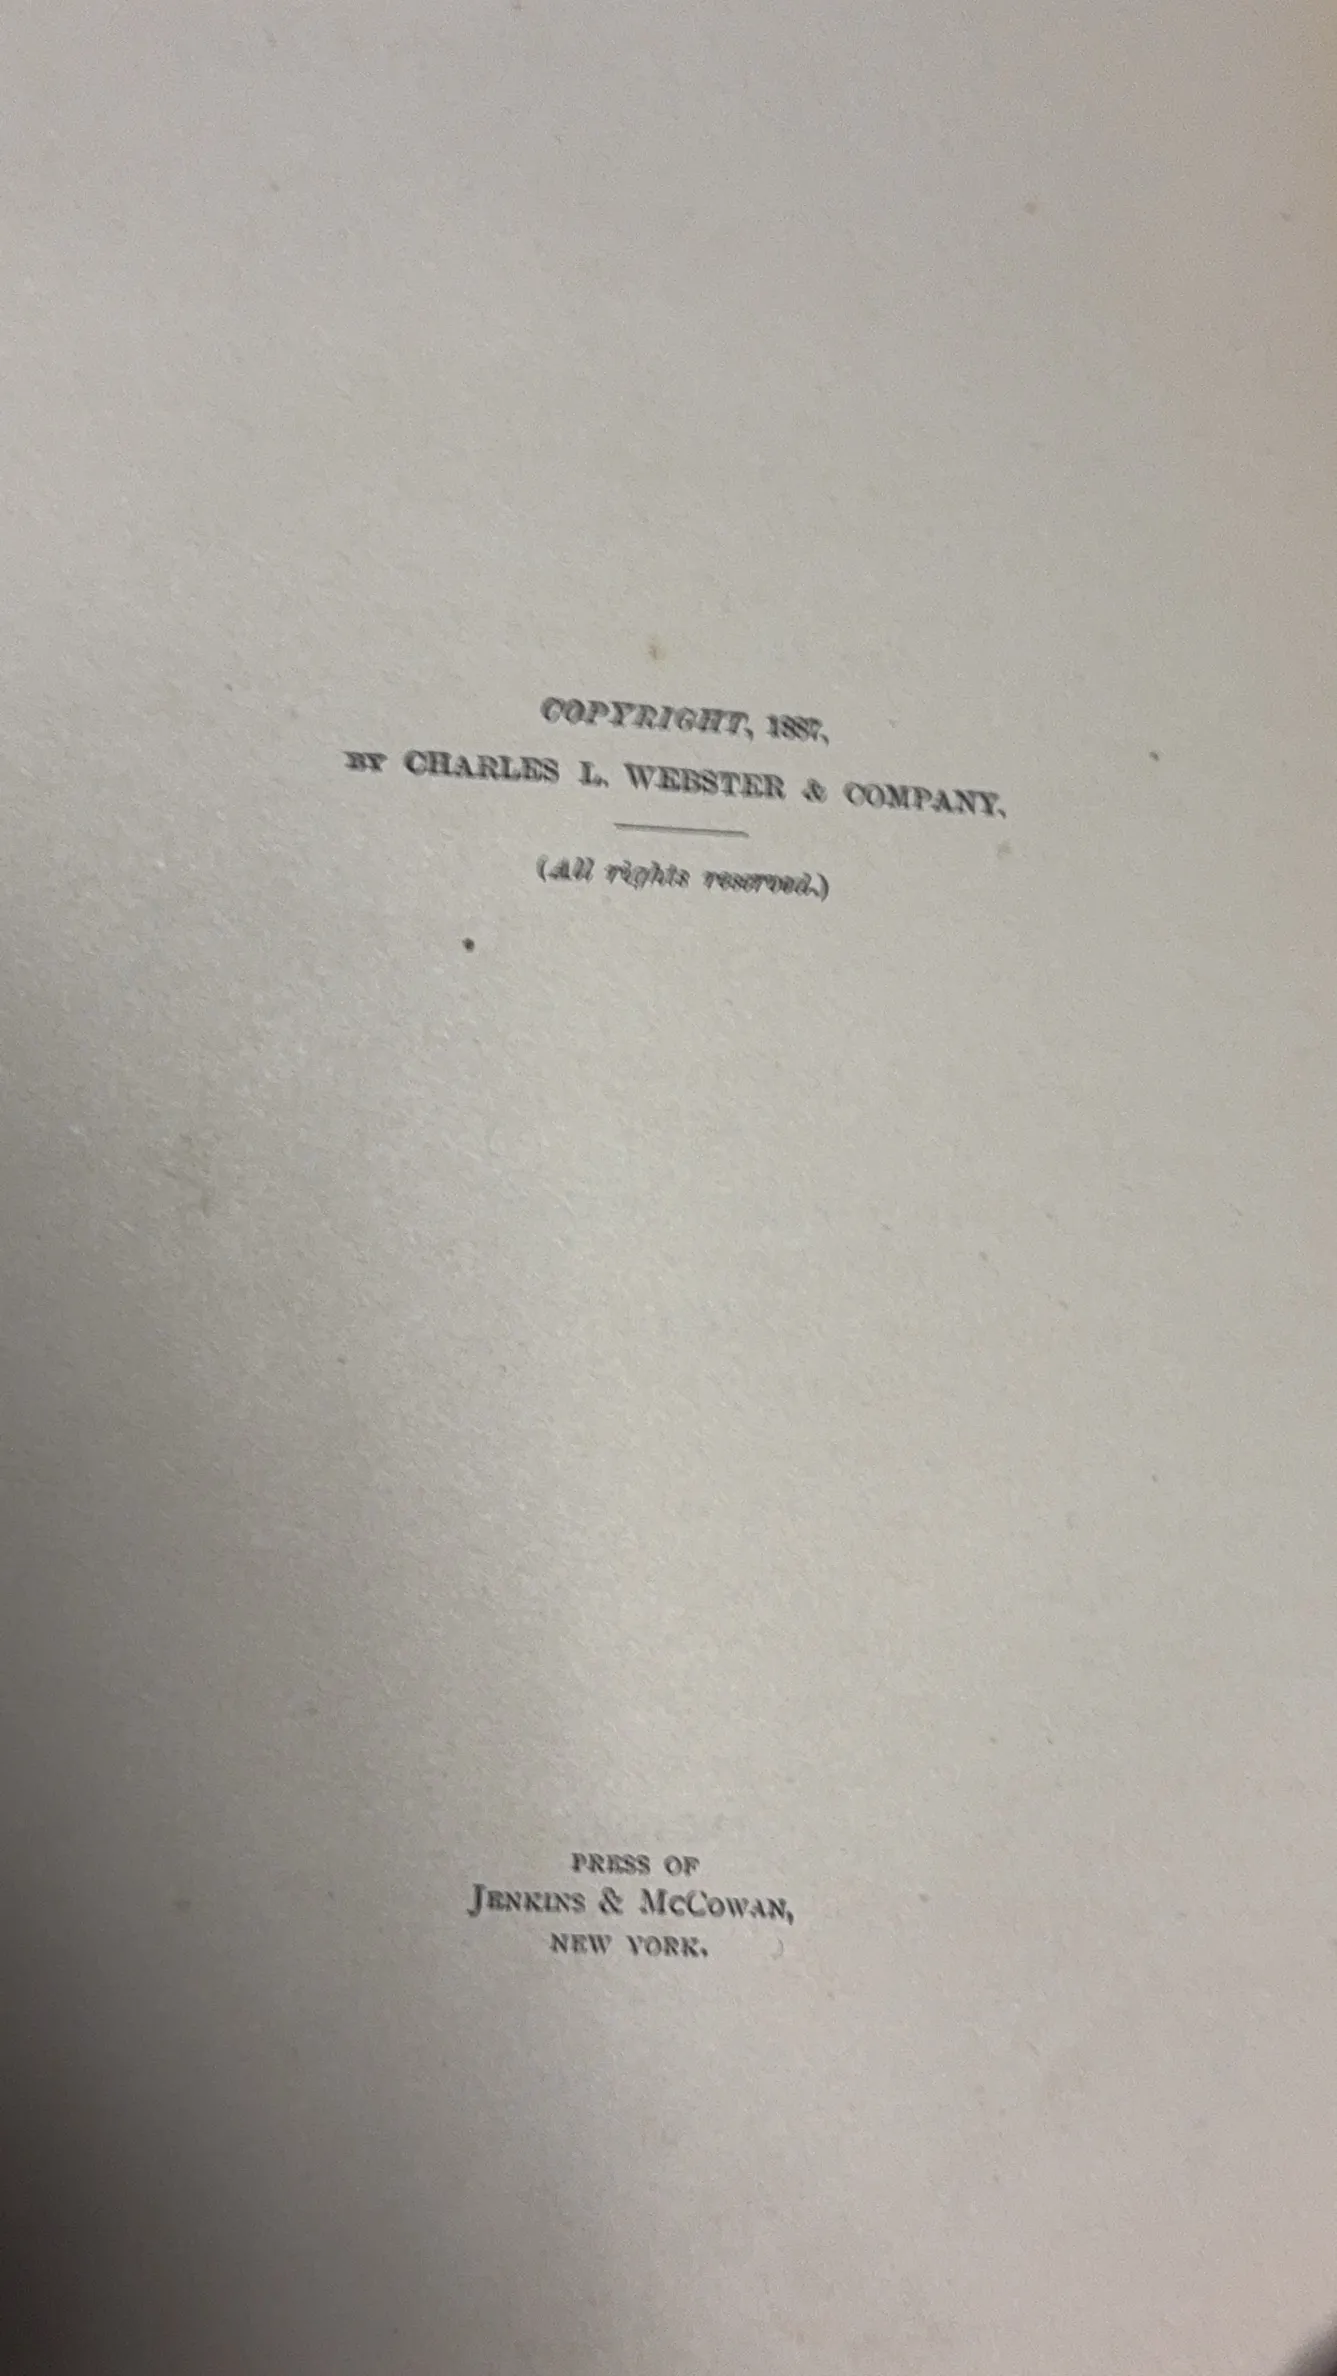 COPYRIGHT, 1887,
BY CHARLES L. WEBSTER & COMPANY.
(All rights reserved.)
PRESS OF
JENKINS & MCCOWAN,
NEW YORK.